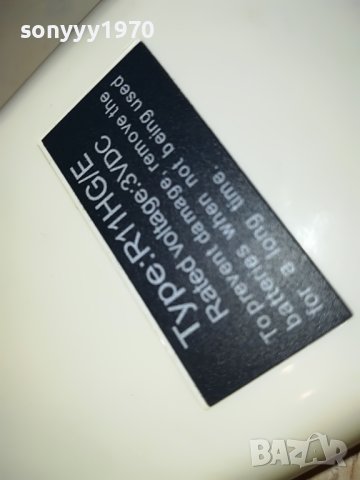 sonyyy1970
Type:R11HG/E
Rated voltage:3VDC
To prevent damage, remove the
batteries when not being used
for a long time.
BAZAR